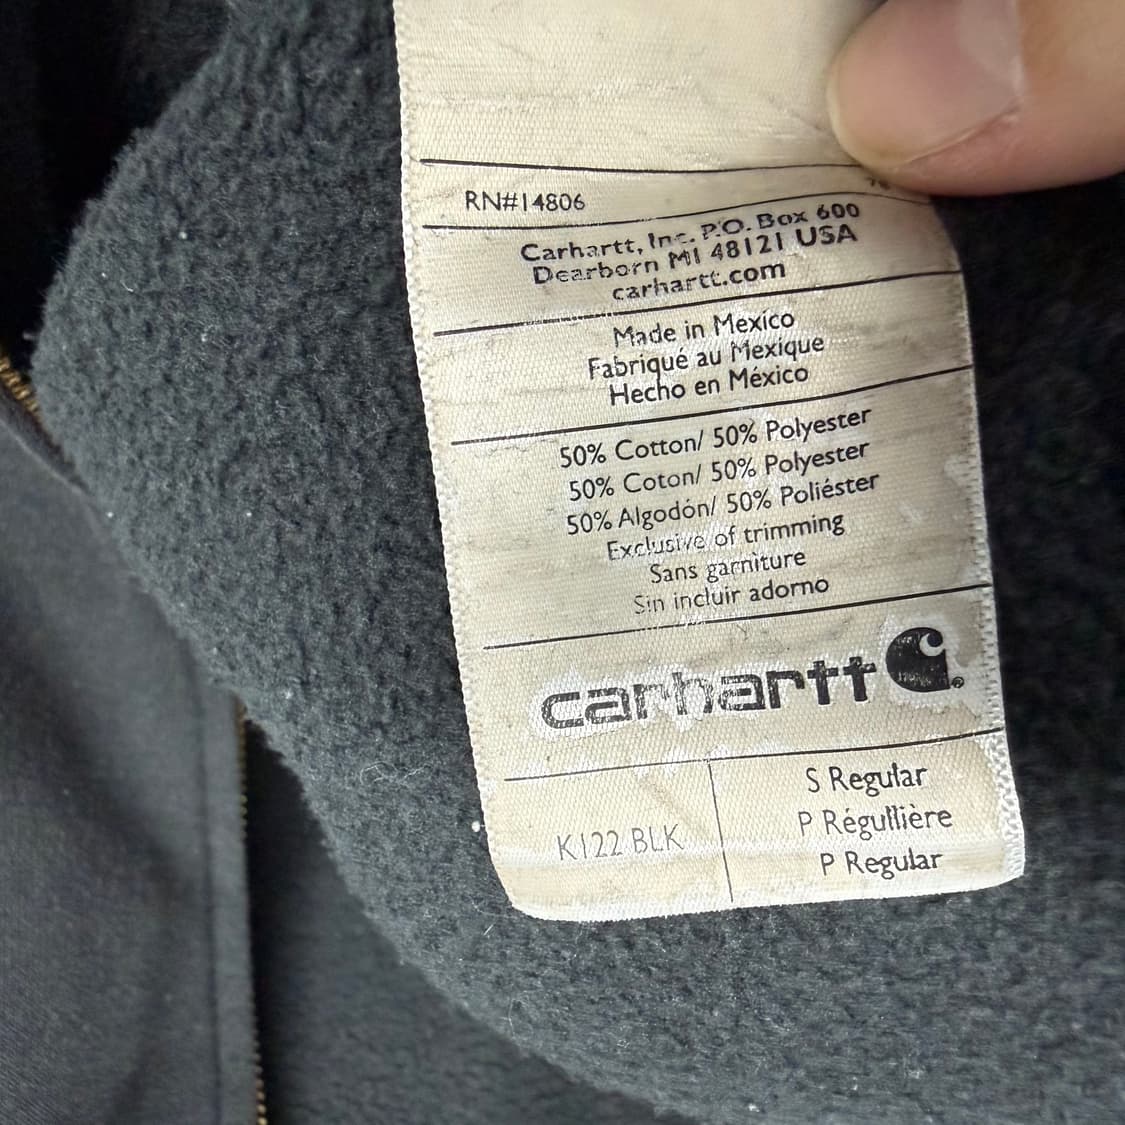 RN#14806
Carhartt, Inc. P.O. Box 600
Dearborn MI 48121 USA
carhartt.com
Made in Mexico
Fabriqué au Mexique
Hecho en México
50% Cotton/ 50% Polyester
50% Coton/ 50% Polyester
50% Algodón/ 50% Poliéster
Exclusive of trimming
Sans garniture
Sin incluir adorno
carhartt ®
K122 BLK
S Regular
P Régullière
P Regular